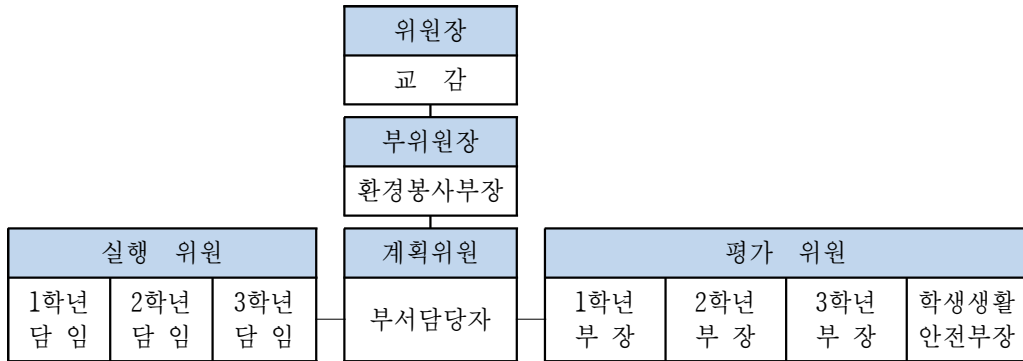 위원장
교 감
부위원장
환경봉사부장
실행 위원
1학년 담 임
2학년 담 임
3학년 담 임
계획위원
부서담당자
평가 위원
1학년 부 장
2학년 부 장
3학년 부 장
학생생활 안전부장